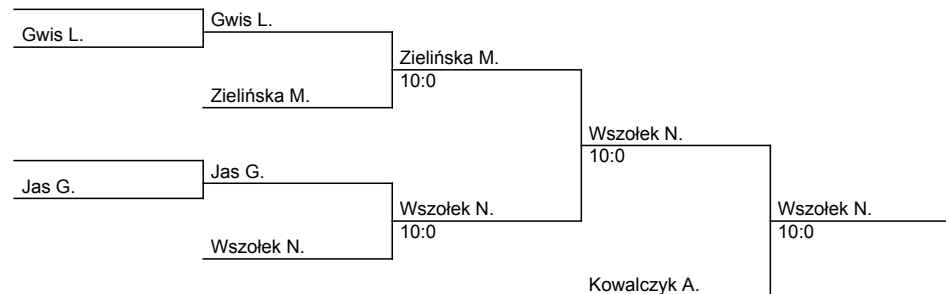 Gwis L.
Gwis L.
Zielińska M.
10:0
Zielińska M.
Wszołek N.
10:0
Jas G.
Jas G.
Wszołek N.
10:0
Wszołek N.
10:0
Wszołek N.
Kowalczyk A.